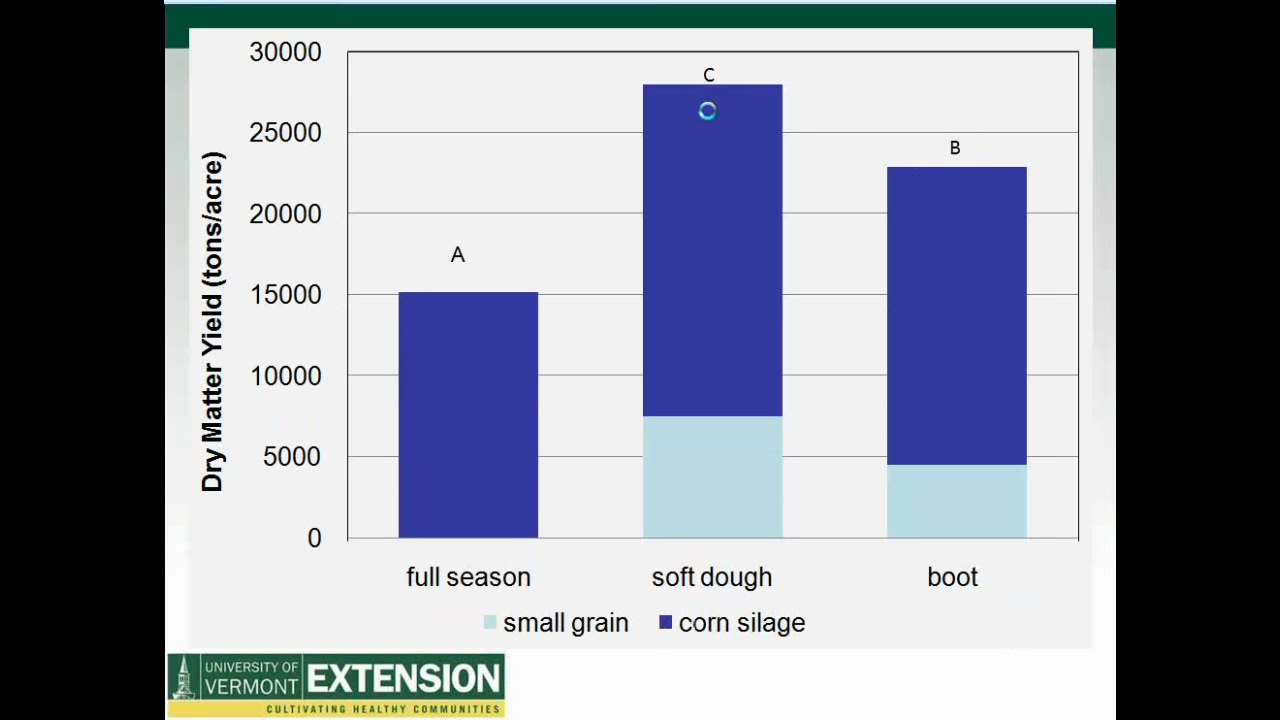 30000
25000
20000
15000
10000
5000
0
Dry Matter Yield (tons/acre)
A
C
B
full season
soft dough
boot
small grain
corn silage
UNIVERSITY OF
VERMONT
EXTENSION
CULTIVATING HEALTHY COMMUNITIES